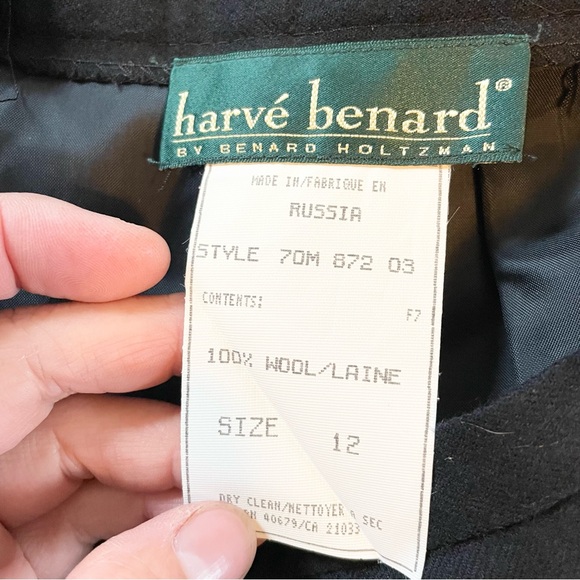 harvé benard®
BY BENARD HOLTZMAN
MADE IN/FABRIQUE EN
RUSSIA
STYLE 70M 872 03
CONTENTS:
F7
100% WOOL/LAINE
SIZE 12
DRY CLEAN/NETTOYER A SEC
40679/CA 21033